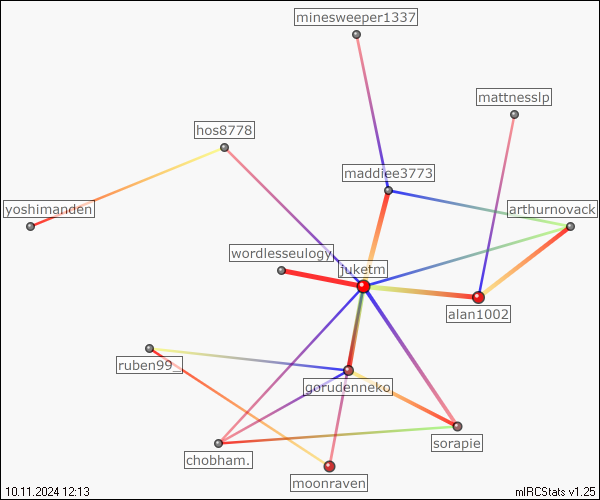 minesweeper1337
mattnesslp
hos8778
maddiee3773
yoshimanden
arthurnovack
wordlesseulogy
juketm
alan1002
ruben99_
gorudenneko
sorapie
chobham.
moonraven
10.11.2024 12:13
mIRCStats v1.25